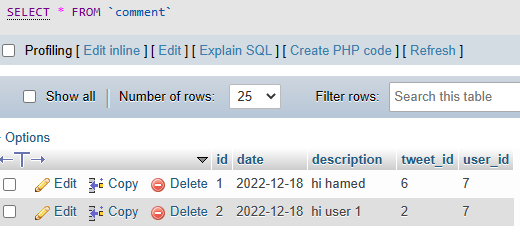 SELECT * FROM `comment`
Profiling [ Edit inline ] [ Edit ] [ Explain SQL ] [ Create PHP code ] [ Refresh ]
Show all | Number of rows: 25 Filter rows: Search this table
+ Options
←T→ id date description tweet_id user_id
Edit Copy Delete 1 2022-12-18 hi hamed 6 7
Edit Copy Delete 2 2022-12-18 hi user 1 2 7